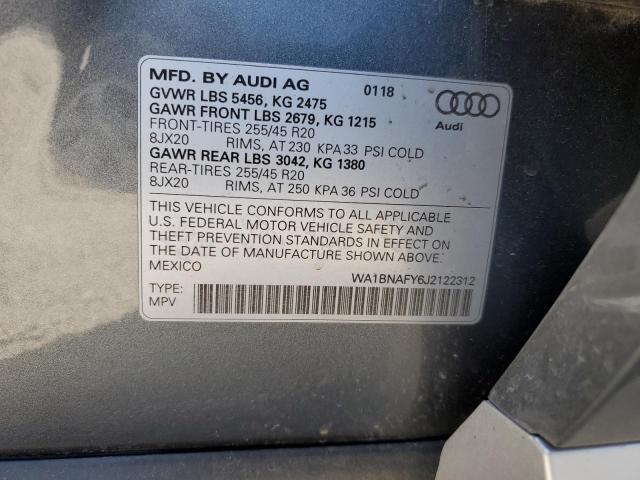 MFD. BY AUDI AG 0118
GVWR LBS 5456, KG 2475
GAWR FRONT LBS 2679, KG 1215
FRONT-TIRES 255/45 R20
8JX20 RIMS, AT 230 KPA 33 PSI COLD
GAWR REAR LBS 3042, KG 1380
REAR-TIRES 255/45 R20
8JX20 RIMS, AT 250 KPA 36 PSI COLD
Audi
THIS VEHICLE CONFORMS TO ALL APPLICABLE
U.S. FEDERAL MOTOR VEHICLE SAFETY AND
THEFT PREVENTION STANDARDS IN EFFECT ON
THE DATE OF MANUFACTURE SHOWN ABOVE.
MEXICO
WA1BNAFY6J2122312
TYPE:
MPV